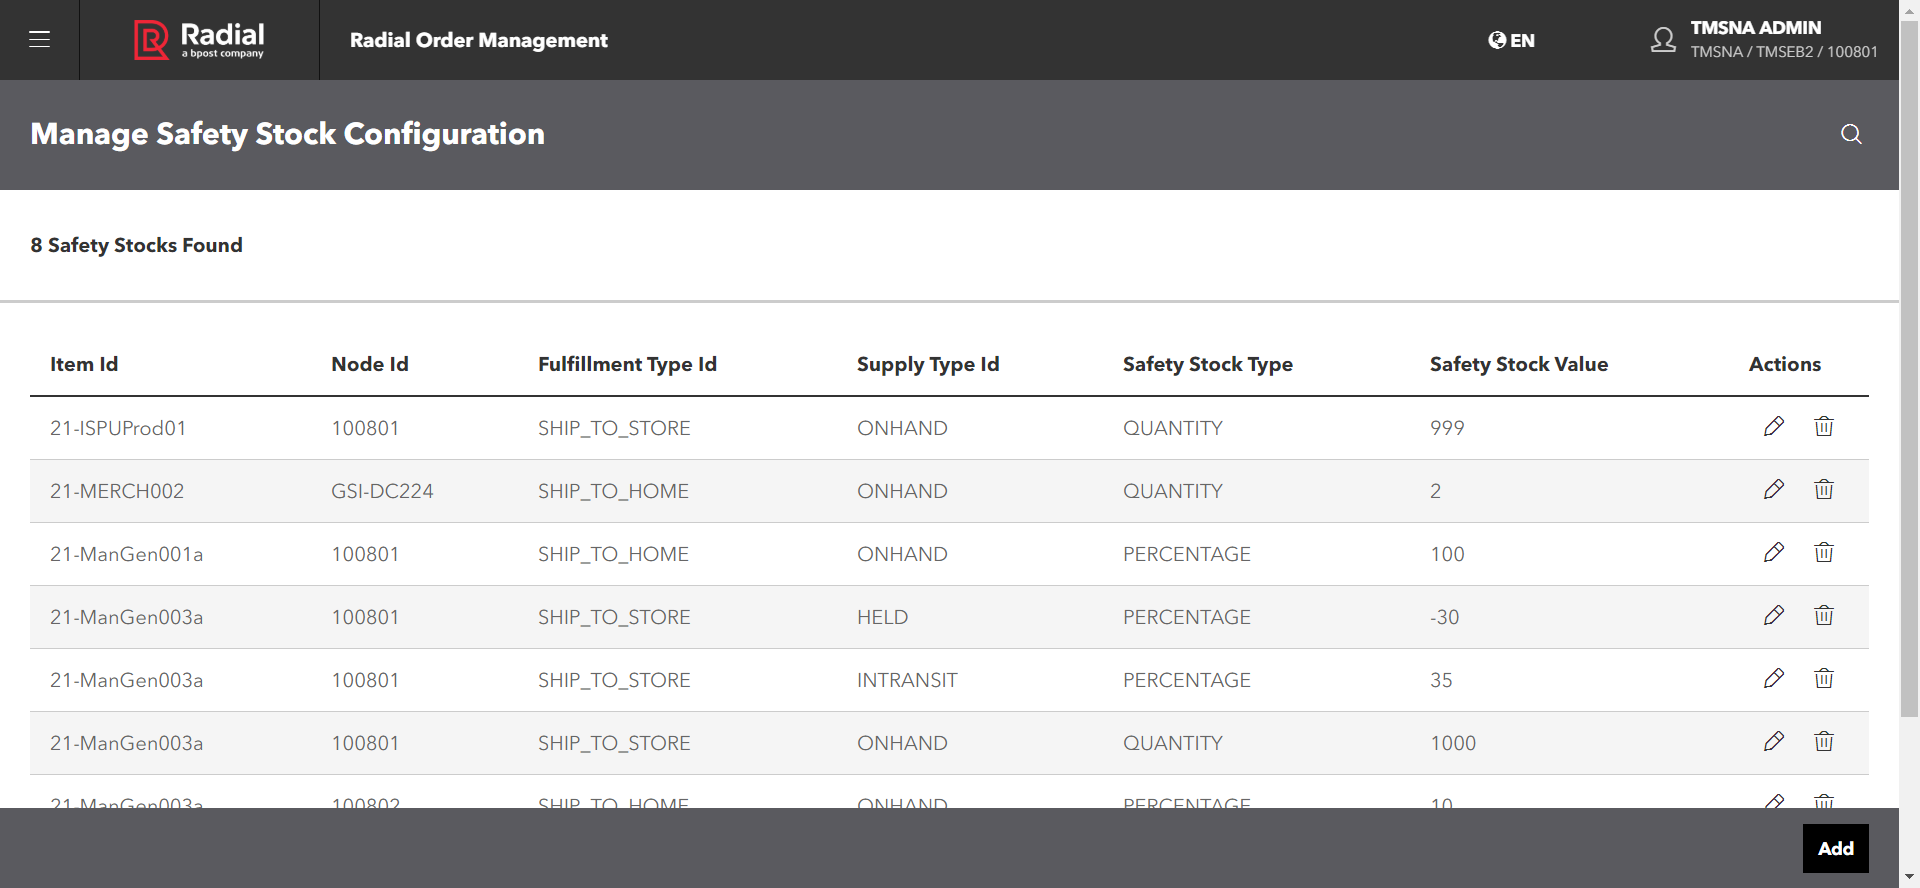 Radial
a bpost company
Radial Order Management
EN
TMSNA ADMIN
TMSNA / TMSEB2 / 100801
Manage Safety Stock Configuration
8 Safety Stocks Found
Item Id Node Id Fulfillment Type Id Supply Type Id Safety Stock Type Safety Stock Value Actions
21-ISPUProd01 100801 SHIP_TO_STORE ONHAND QUANTITY 999
21-MERCH002 GSI-DC224 SHIP_TO_HOME ONHAND QUANTITY 2
21-ManGen001a 100801 SHIP_TO_HOME ONHAND PERCENTAGE 100
21-ManGen003a 100801 SHIP_TO_STORE HELD PERCENTAGE -30
21-ManGen003a 100801 SHIP_TO_STORE INTRANSIT PERCENTAGE 35
21-ManGen003a 100801 SHIP_TO_STORE ONHAND QUANTITY 1000
21-ManGen003a 100802 SHIP_TO_HOME ONHAND PERCENTAGE 10
Add